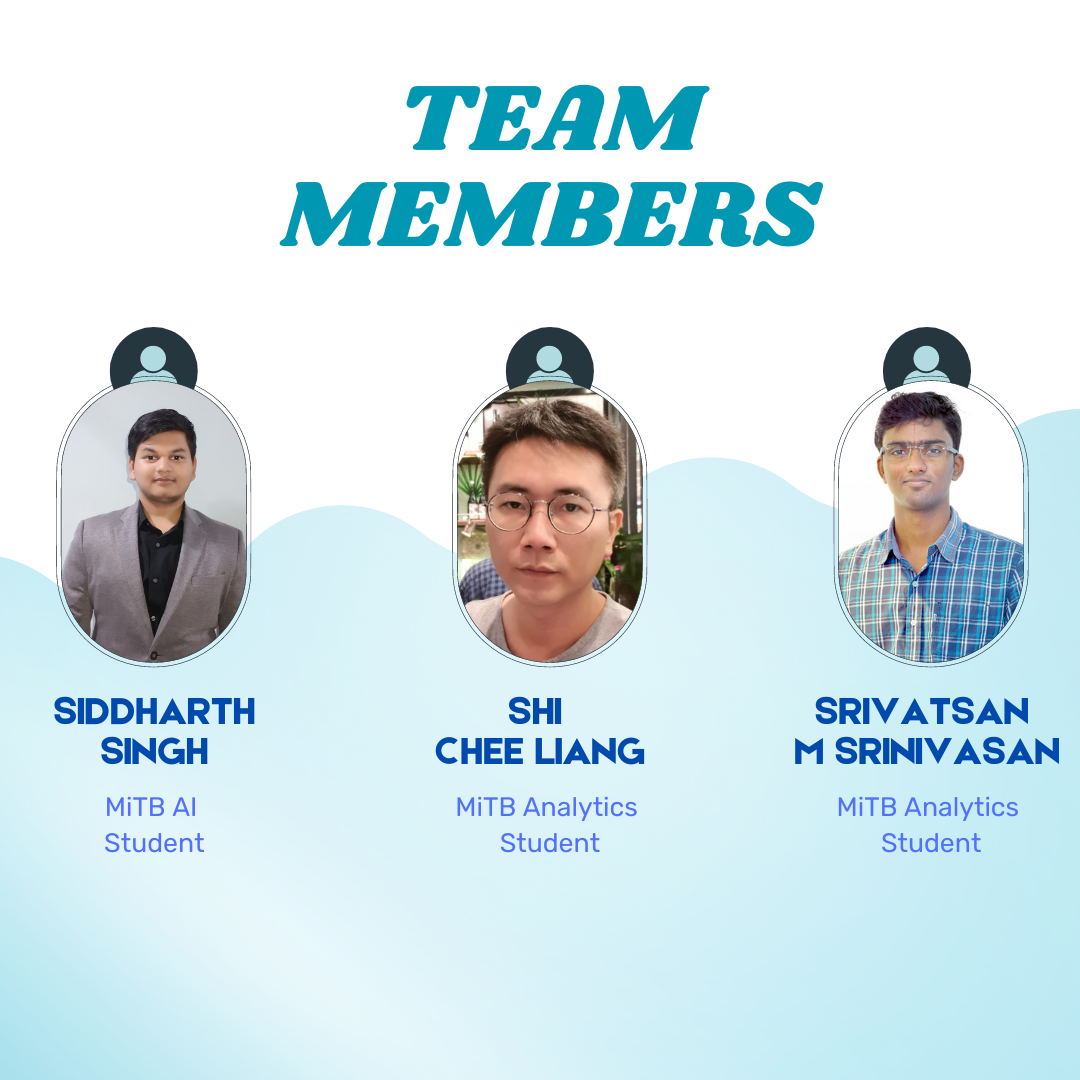 TEAM
MEMBERS
SIDDHARTH
SINGH
MiTB AI
Student
SHI
CHEE LIANG
MiTB Analytics
Student
SRIVATSAN
M SRINIVASAN
MiTB Analytics
Student